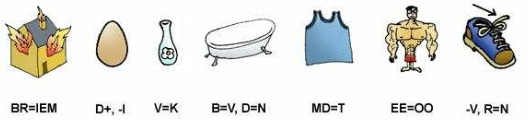 BR=IEM D+, -I V=K B=V, D=N MD=T EE=OO -V, R=N